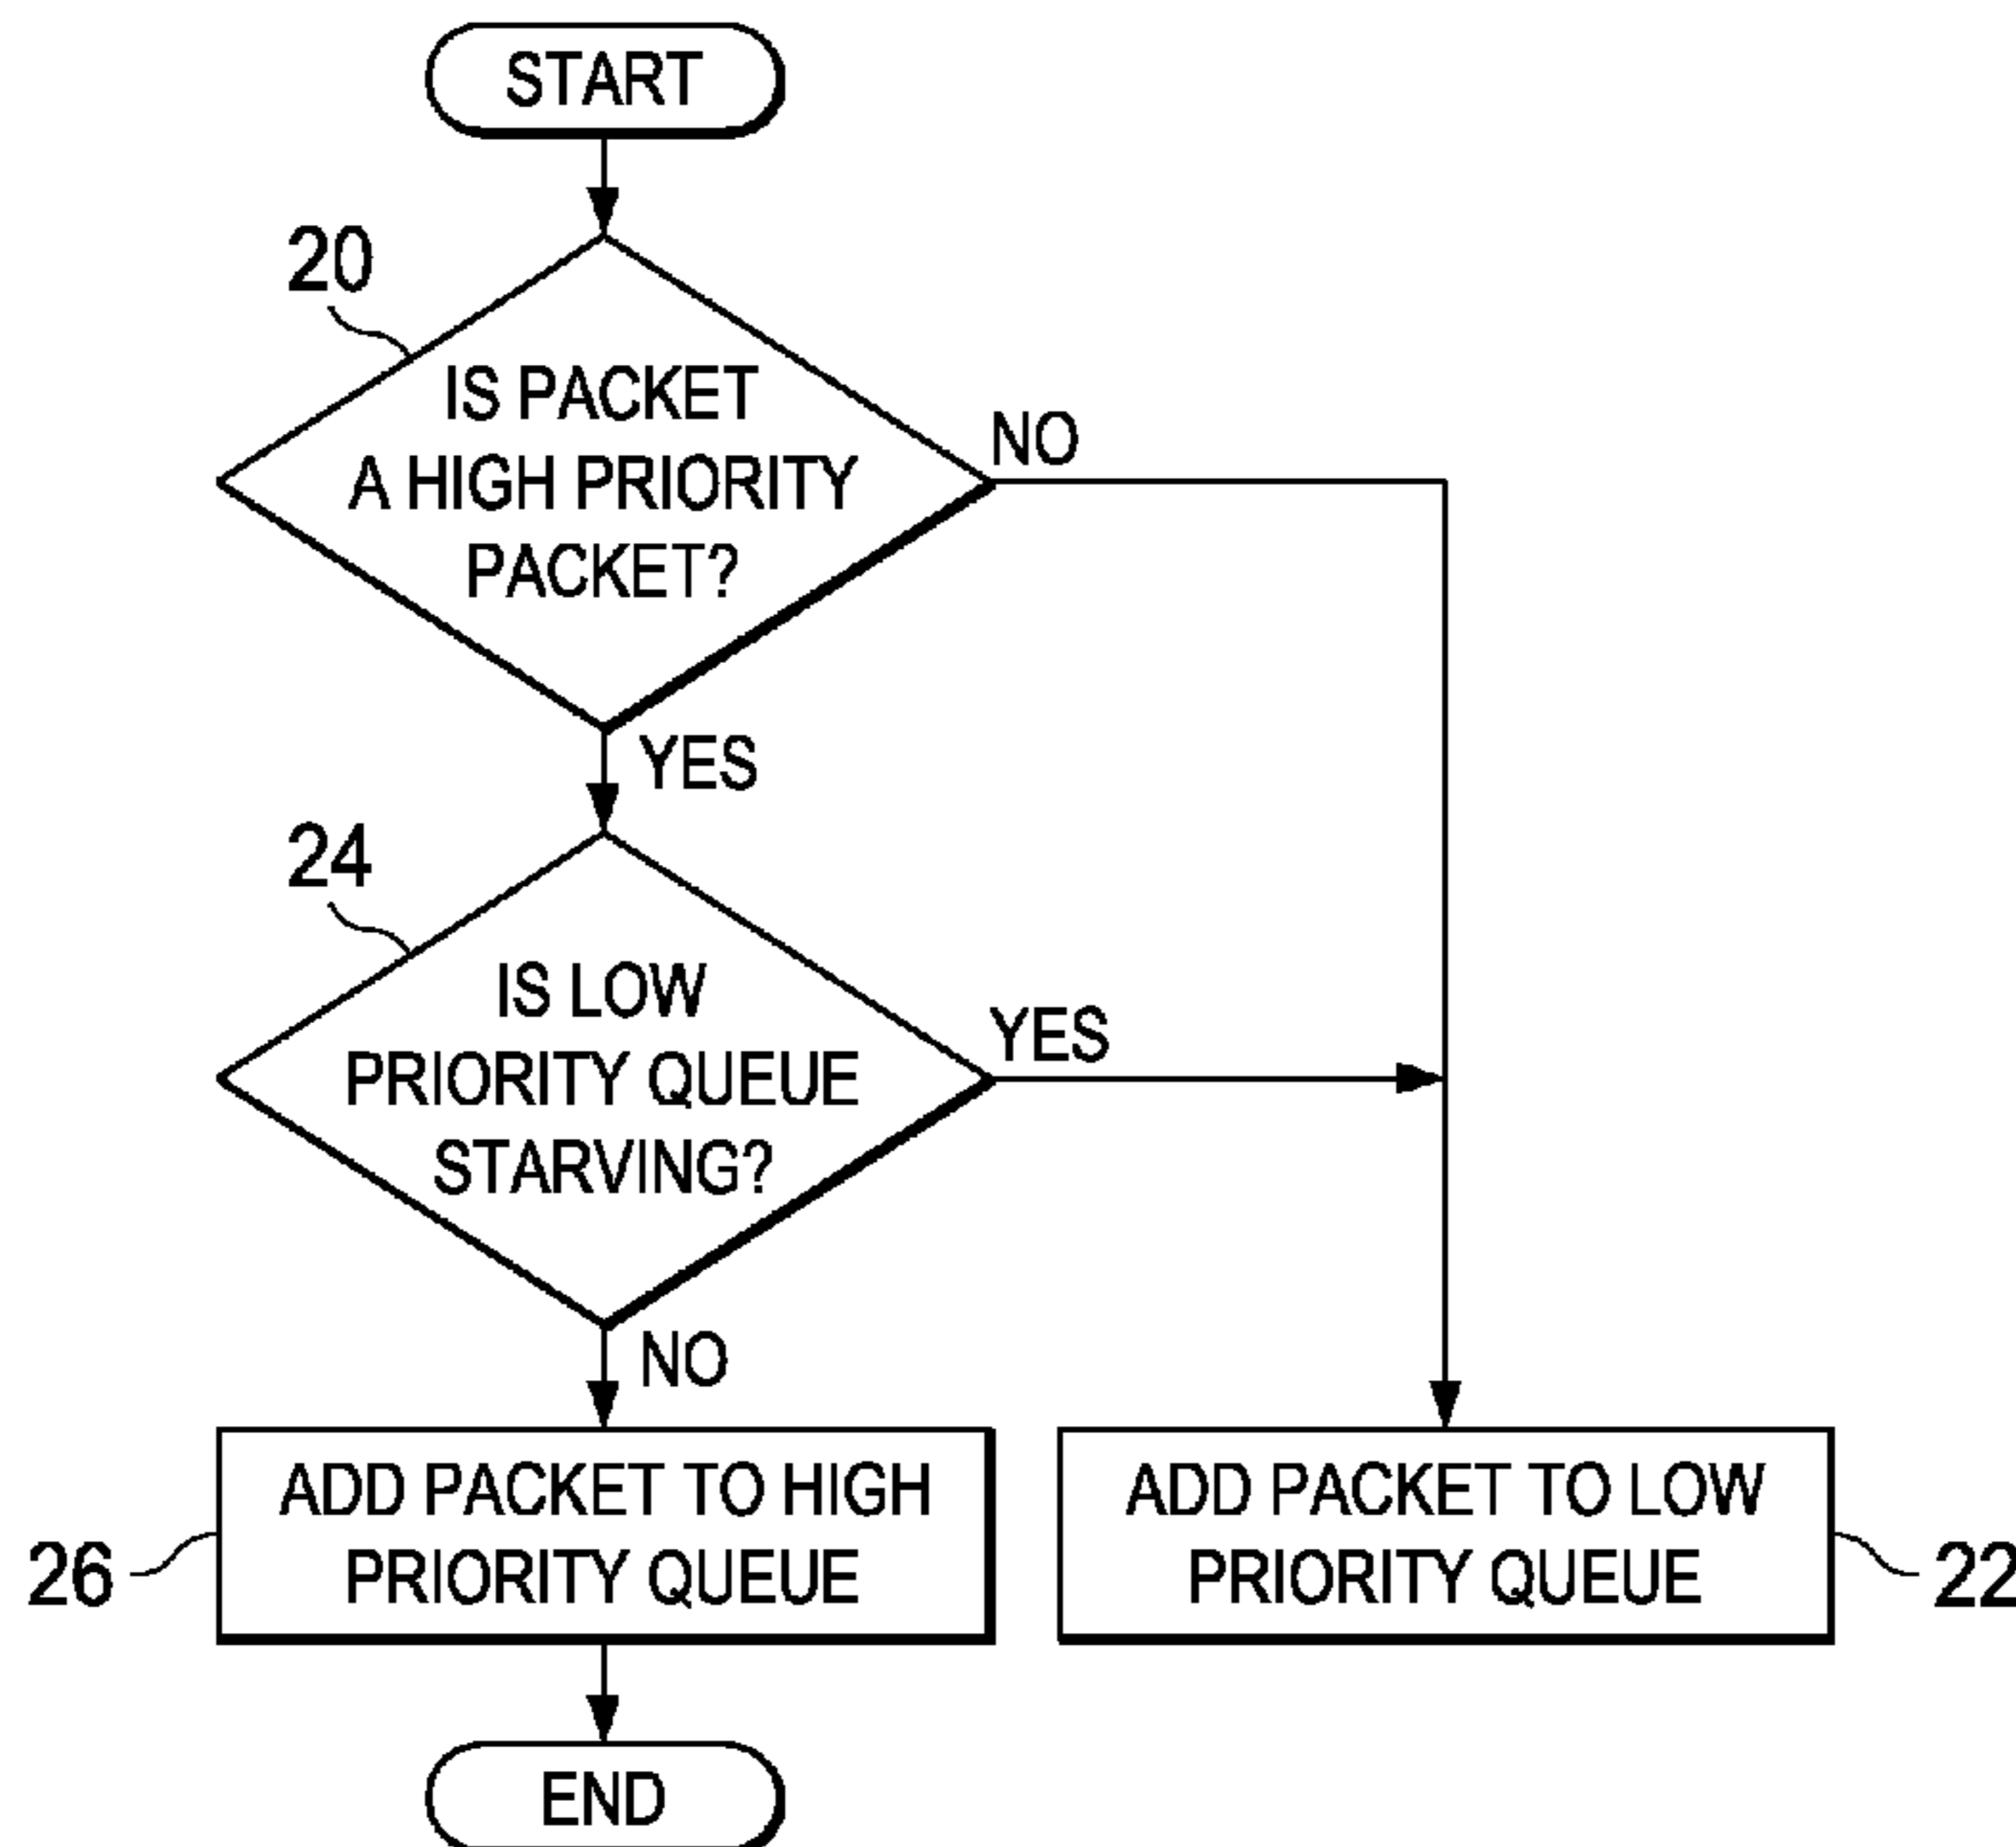 START
20
IS PACKET
A HIGH PRIORITY
PACKET?
NO
YES
24
IS LOW
PRIORITY QUEUE
STARVING?
YES
NO
ADD PACKET TO HIGH
PRIORITY QUEUE
26
ADD PACKET TO LOW
PRIORITY QUEUE
22
END